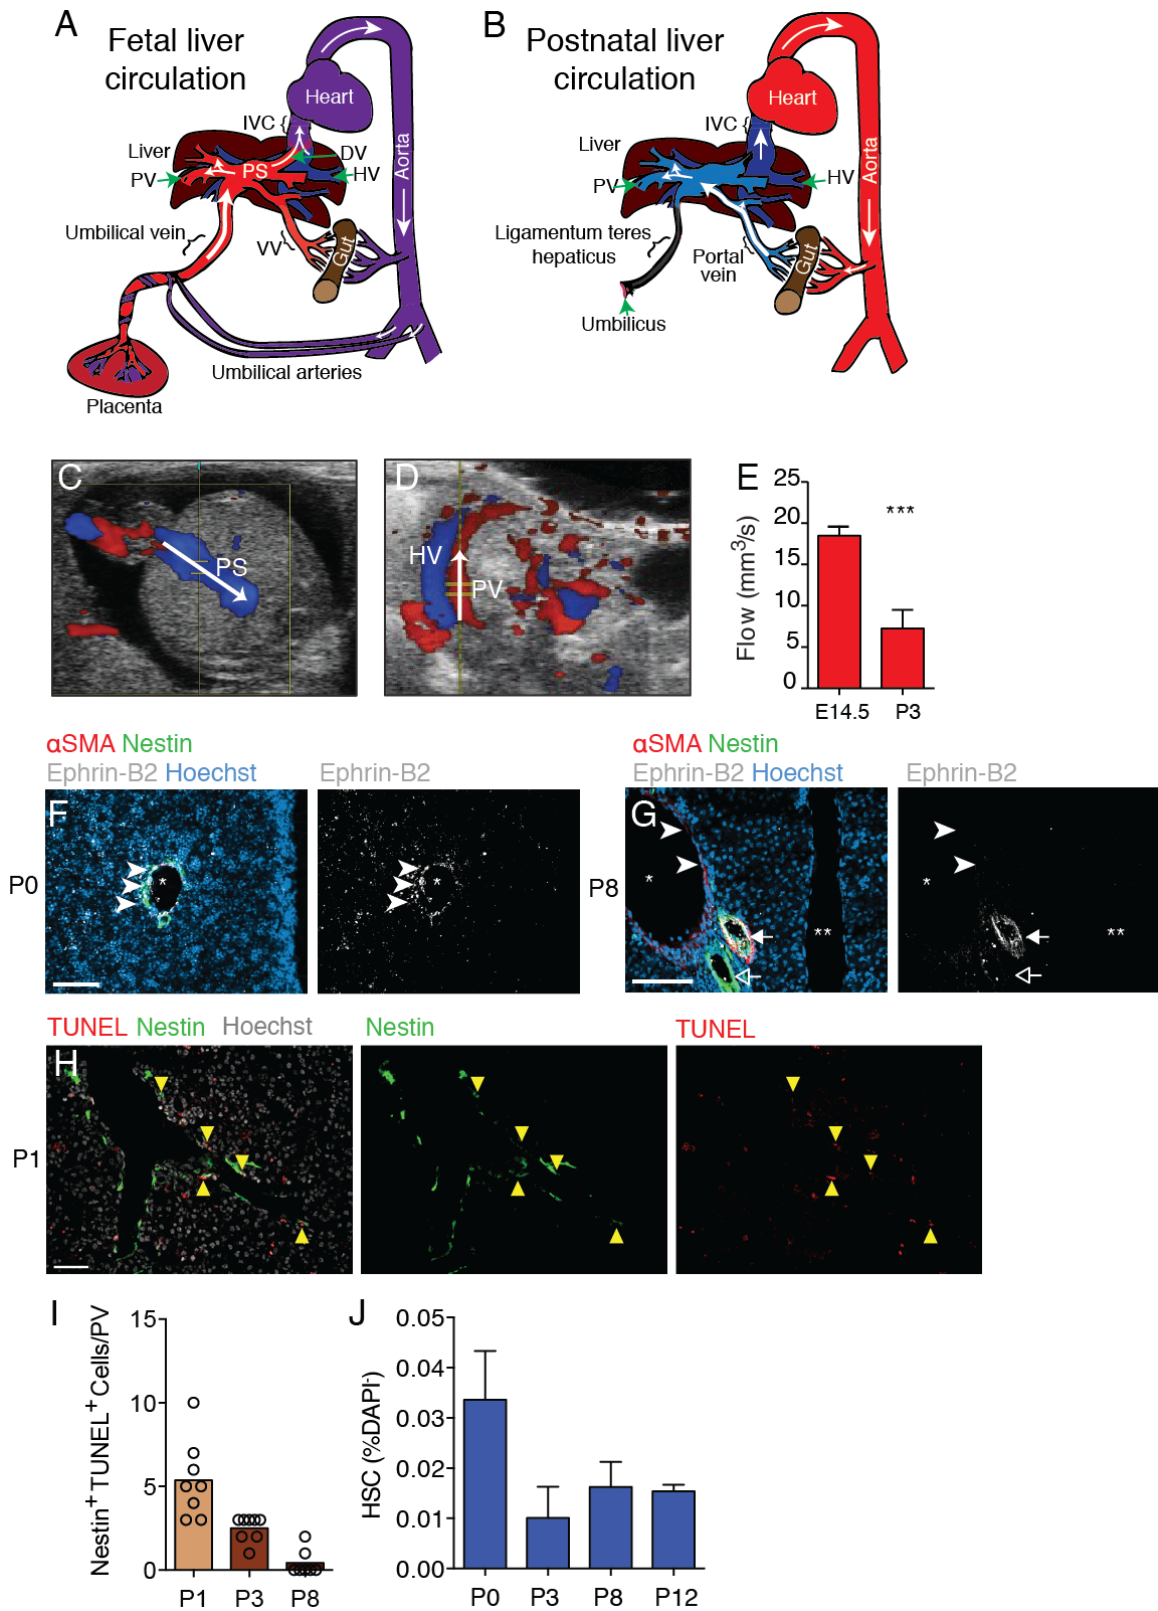 A
Fetal liver
circulation
Heart
IVC {
Liver
DV
PV
PS
HV
Aorta
Umbilical vein
VV
Gut
Umbilical arteries
Placenta
B
Postnatal liver
circulation
Heart
IVC {
Liver
PV
HV
Aorta
Ligamentum teres
hepaticus
Portal
vein
Gut
Umbilicus
C
PS
D
HV
PV
E
Flow (mm³/s)
25
20
15
10
5
0
***
E14.5 P3
αSMA Nestin
Ephrin-B2 Hoechst
Ephrin-B2
P0
F
*
*
αSMA Nestin
Ephrin-B2 Hoechst
Ephrin-B2
P8
G
*
**
*
**
TUNEL Nestin Hoechst
Nestin
TUNEL
P1
H
I
Nestin⁺ TUNEL⁺ Cells/PV
15
10
5
0
P1 P3 P8
J
HSC (%DAPI⁻)
0.05
0.04
0.03
0.02
0.01
0.00
P0 P3 P8 P12